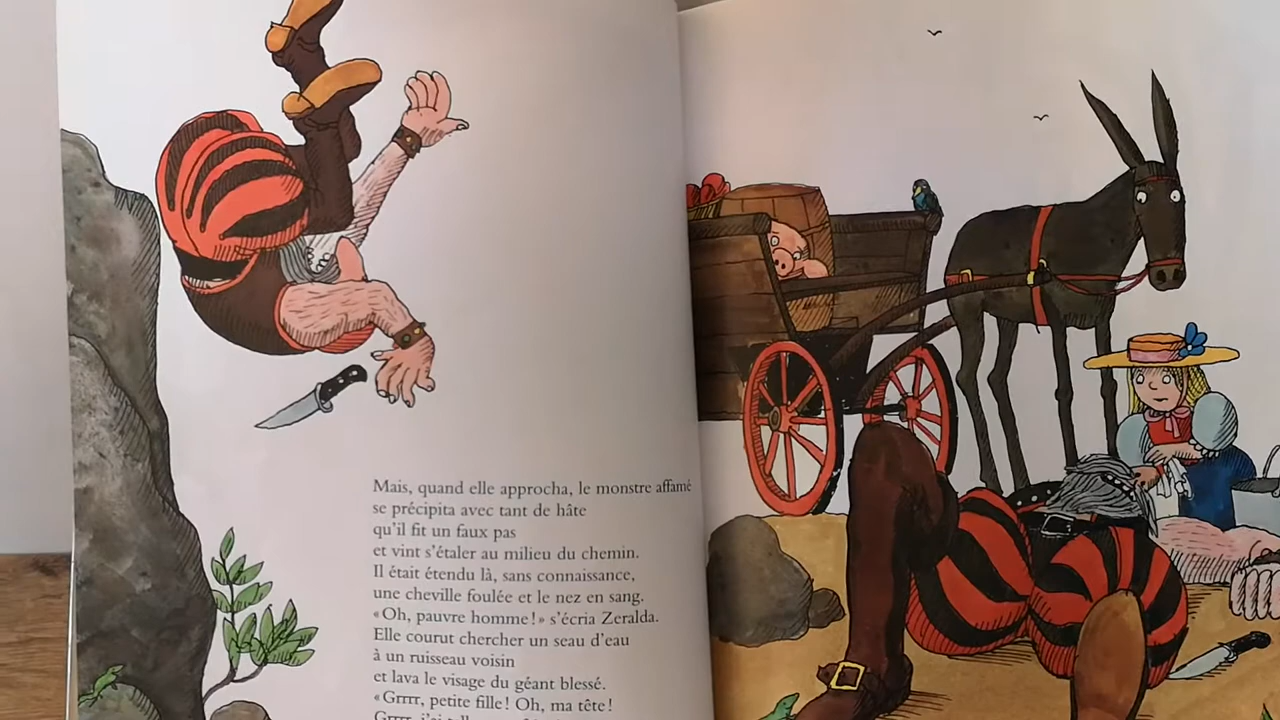 Mais, quand elle approcha, le monstre affamé
se précipita avec tant de hâte
qu'il fit un faux pas
et vint s'étaler au milieu du chemin.
Il était étendu là, sans connaissance,
une cheville foulée et le nez en sang.
«Oh, pauvre homme!» s'écria Zeralda.
Elle courut chercher un seau d'eau
à un ruisseau voisin
et lava le visage du géant blessé.
«Grrrr, petite fille! Oh, ma tête!